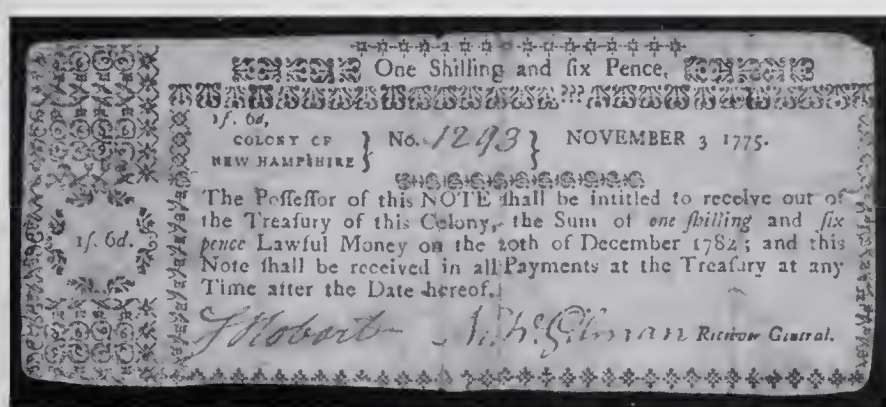 One Shilling and ſix Pence,
1ſ. 6d,
COLONY OF
NEW HAMPSHIRE } No. 1293 } NOVEMBER 3 1775.
The Poſſeſſor of this NOTE ſhall be intitled to receive out of
the Treaſury of this Colony, the Sum of one ſhilling and ſix
1ſ. 6d.
pence Lawful Money on the 20th of December 1782; and this
Note ſhall be received in all Payments at the Treaſury at any
Time after the Date hereof.
Hobart Gilman Receiver General.